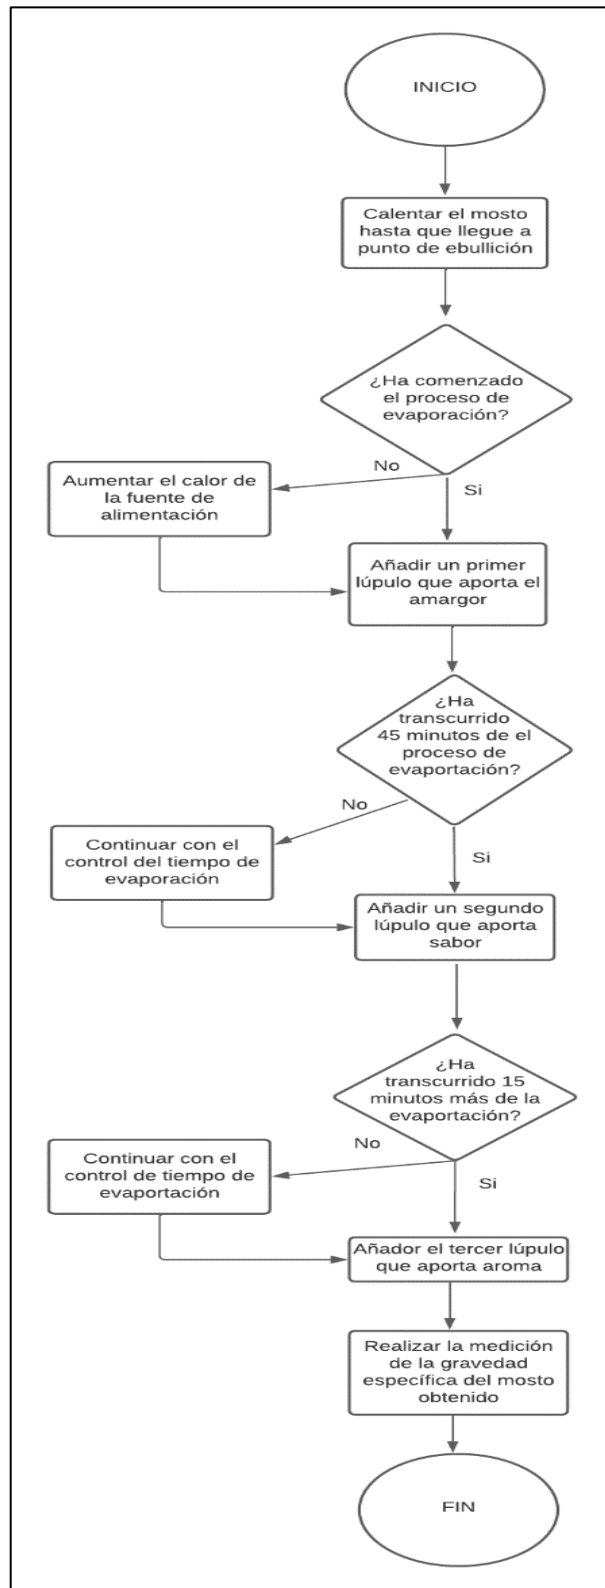 INICIO
Calentar el mosto
hasta que llegue a
punto de ebullición
¿Ha comenzado
el proceso de
evaporación?
No
Si
Aumentar el calor de
la fuente de
alimentación
Añadir un primer
lúpulo que aporta el
amargor
¿Ha
transcurrido
45 minutos de el
proceso de
evaportación?
No
Si
Continuar con el
control del tiempo de
evaporación
Añadir un segundo
lúpulo que aporta
sabor
¿Ha
transcurrido 15
minutos más de la
evaportación?
No
Si
Continuar con el
control de tiempo de
evaportación
Añador el tercer lúpulo
que aporta aroma
Realizar la medición
de la gravedad
específica del mosto
obtenido
FIN